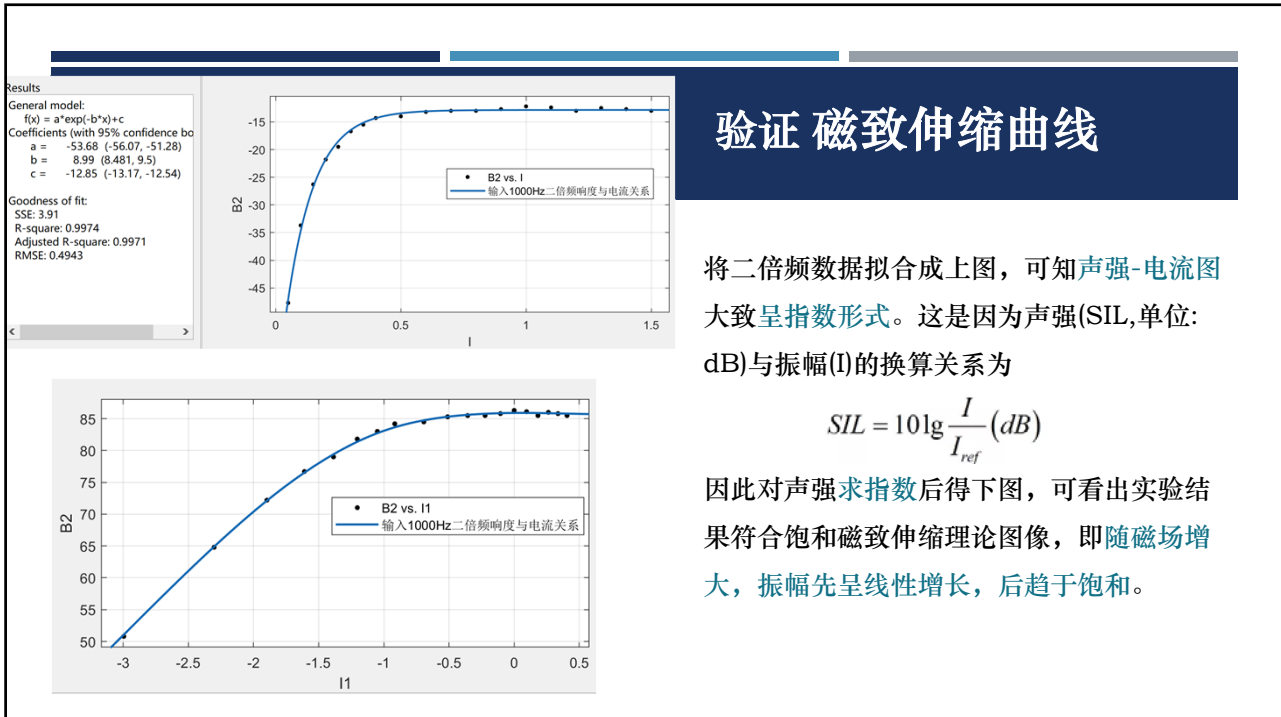 验证 磁致伸缩曲线
Results
General model:
f(x) = a*exp(-b*x)+c
Coefficients (with 95% confidence bo
a = -53.68 (-56.07, -51.28)
b = 8.99 (8.481, 9.5)
c = -12.85 (-13.17, -12.54)
Goodness of fit:
SSE: 3.91
R-square: 0.9974
Adjusted R-square: 0.9971
RMSE: 0.4943
-15
-20
-25
-30
-35
-40
-45
B2
B2 vs. I
输入1000Hz二倍频响度与电流关系
0 0.5 1 1.5
I
85
80
75
70
65
60
55
50
B2
B2 vs. I1
输入1000Hz二倍频响度与电流关系
-3 -2.5 -2 -1.5 -1 -0.5 0 0.5
I1
将二倍频数据拟合成上图，可知声强-电流图
大致呈指数形式。这是因为声强(SIL,单位:
dB)与振幅(I)的换算关系为
SIL = 10 lg I/I_ref (dB)
因此对声强求指数后得下图，可看出实验结
果符合饱和磁致伸缩理论图像，即随磁场增
大，振幅先呈线性增长，后趋于饱和。